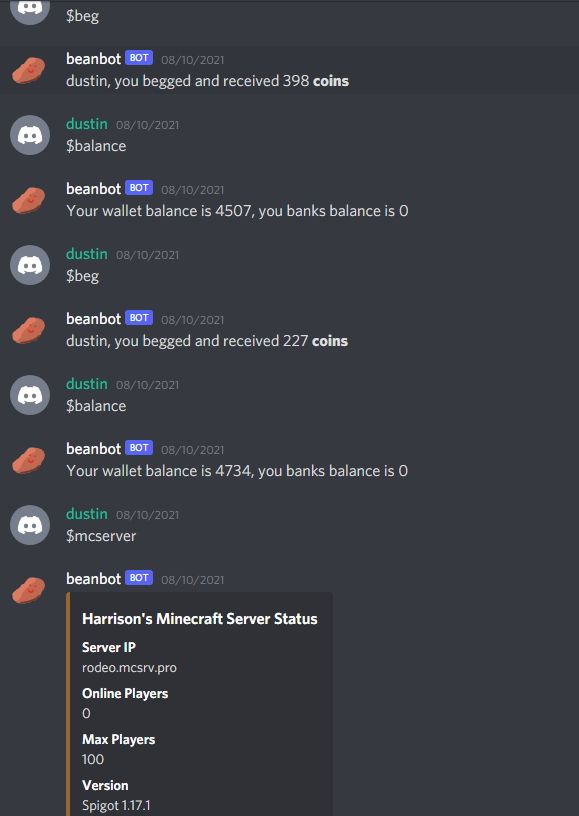 $beg
beanbot BOT 08/10/2021
dustin, you begged and received 398 coins
dustin 08/10/2021
$balance
beanbot BOT 08/10/2021
Your wallet balance is 4507, you banks balance is 0
dustin 08/10/2021
$beg
beanbot BOT 08/10/2021
dustin, you begged and received 227 coins
dustin 08/10/2021
$balance
beanbot BOT 08/10/2021
Your wallet balance is 4734, you banks balance is 0
dustin 08/10/2021
$mcserver
beanbot BOT 08/10/2021
Harrison's Minecraft Server Status
Server IP
rodeo.mcsrv.pro
Online Players
0
Max Players
100
Version
Spigot 1.17.1